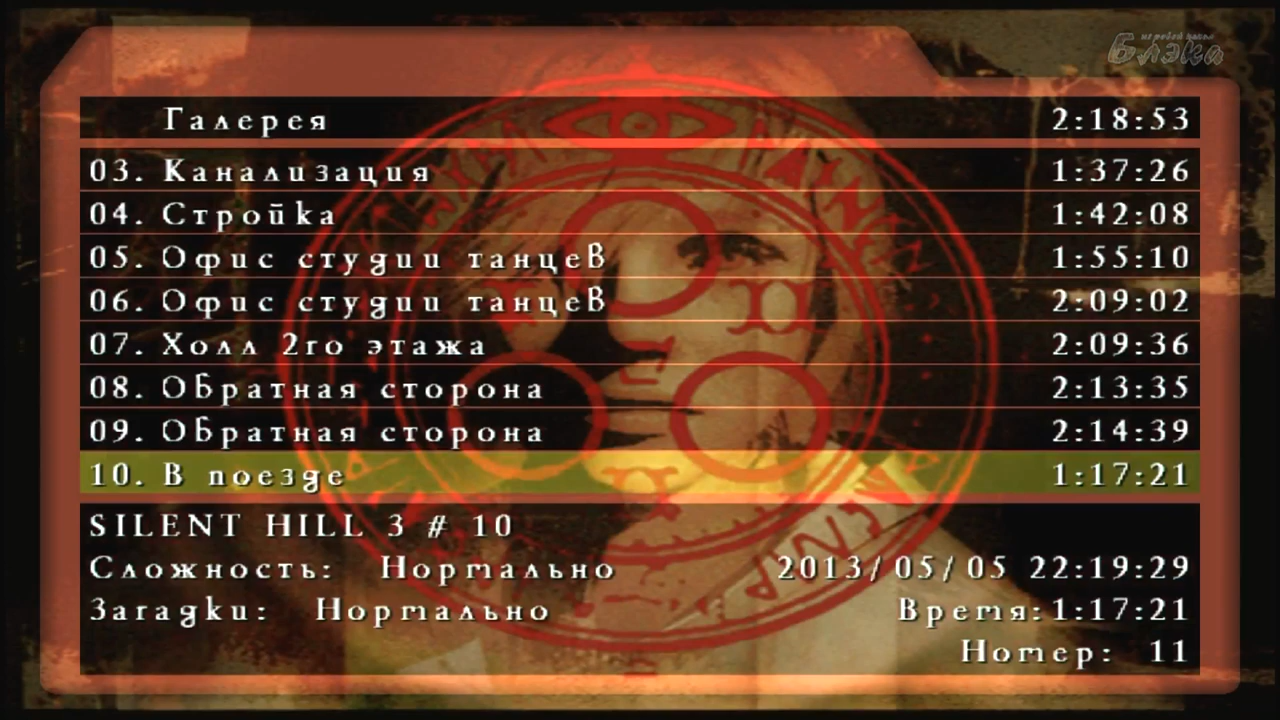 Блэка
Галерея 2:18:53
03. Канализация 1:37:26
04. Стройка 1:42:08
05. Офис студии танцев 1:55:10
06. Офис студии танцев 2:09:02
07. Холл 2го этажа 2:09:36
08. Обратная сторона 2:13:35
09. Обратная сторона 2:14:39
10. В поезде 1:17:21
SILENT HILL 3 # 10
Сложность: Нормально 2013/05/05 22:19:29
Загадки: Нормально Время:1:17:21
Номер: 11